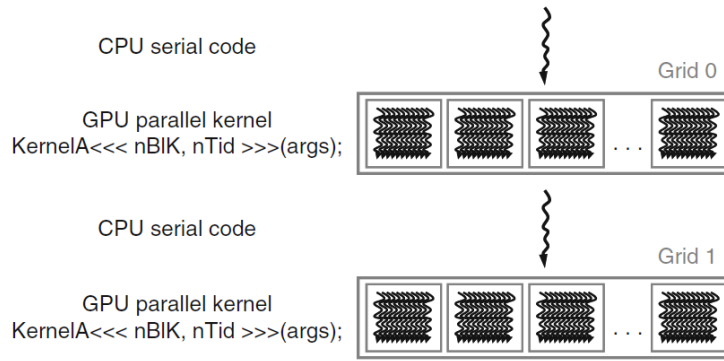 CPU serial code
Grid 0
GPU parallel kernel
KernelA<<< nBlK, nTid >>>(args);
. . .
CPU serial code
Grid 1
GPU parallel kernel
KernelA<<< nBlK, nTid >>>(args);
. . .